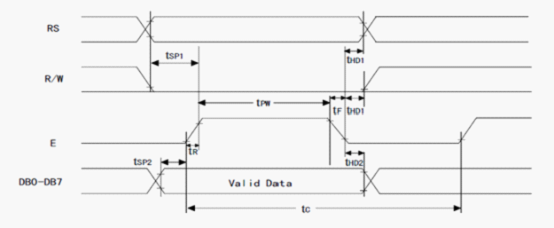 RS
tSP1
tHD1
R/W
tPW
tF tHD1
E
tR
tSP2
tHD2
DB0-DB7
Valid Data
tC